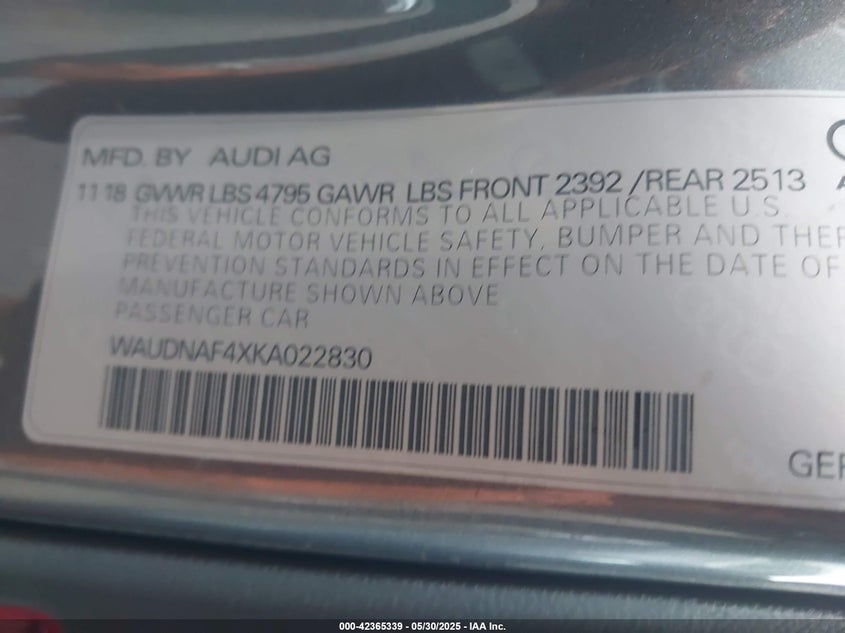 MFD. BY AUDI AG
11 18 GVWR LBS 4795 GAWR LBS FRONT 2392 /REAR 2513
THIS VEHICLE CONFORMS TO ALL APPLICABLE U.S.
FEDERAL MOTOR VEHICLE SAFETY, BUMPER AND
PREVENTION STANDARDS IN EFFECT ON THE DATE OF
MANUFACTURE SHOWN ABOVE
PASSENGER CAR
WAUDNAF4XKA022830
000-42365339 - 05/30/2025 - IAA Inc.